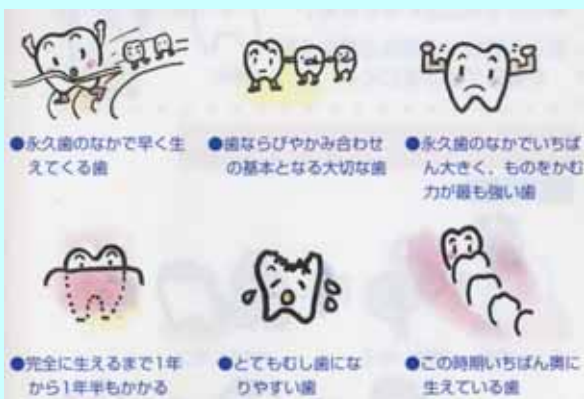 ●永久歯のなかで早く生
えてくる歯
●歯ならびやかみ合わせ
の基本となる大切な歯
●永久歯のなかでいちば
ん大きく、ものをかむ
力が最も強い歯
●完全に生えるまで1年
から1年半もかかる
●とてもむし歯にな
りやすい歯
●この時期いちばん奥に
生えている歯